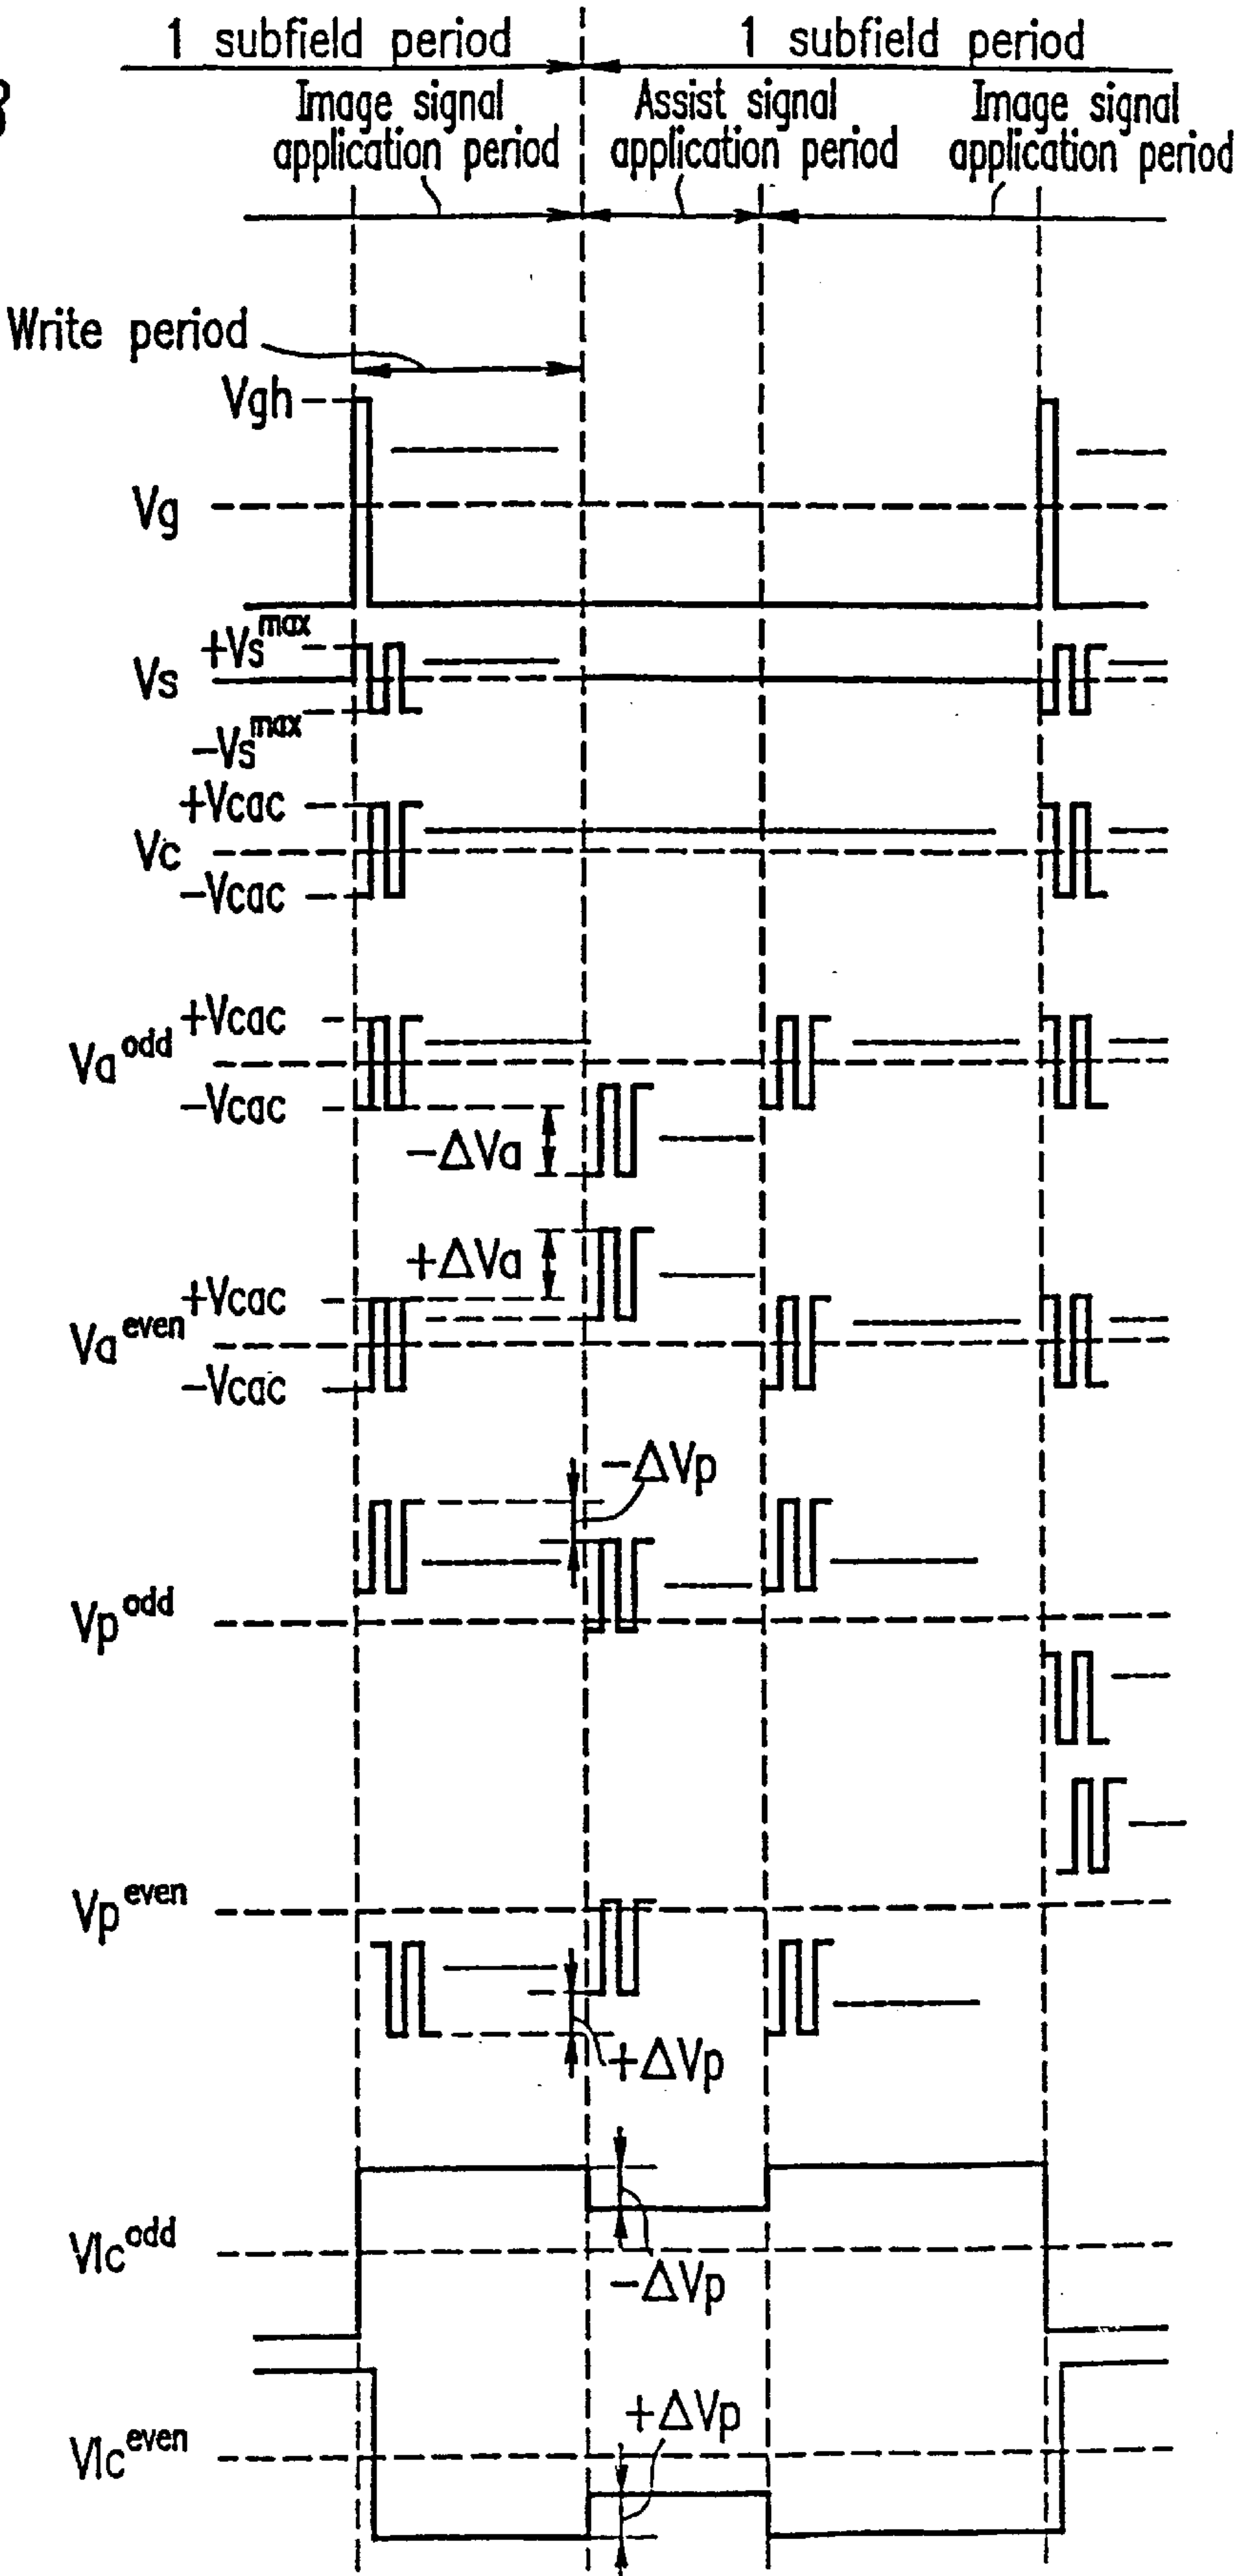 1 subfield period
1 subfield period
Image signal
application period
Assist signal
application period
Image signal
application period
Write period
Vgh
Vg
+Vs^max
Vs
-Vs^max
+Vcac
Vc
-Vcac
+Vcac
Va^odd
-Vcac
-ΔVa
+ΔVa
+Vcac
Va^even
-Vcac
-ΔVp
Vp^odd
Vp^even
+ΔVp
Vlc^odd
-ΔVp
+ΔVp
Vlc^even